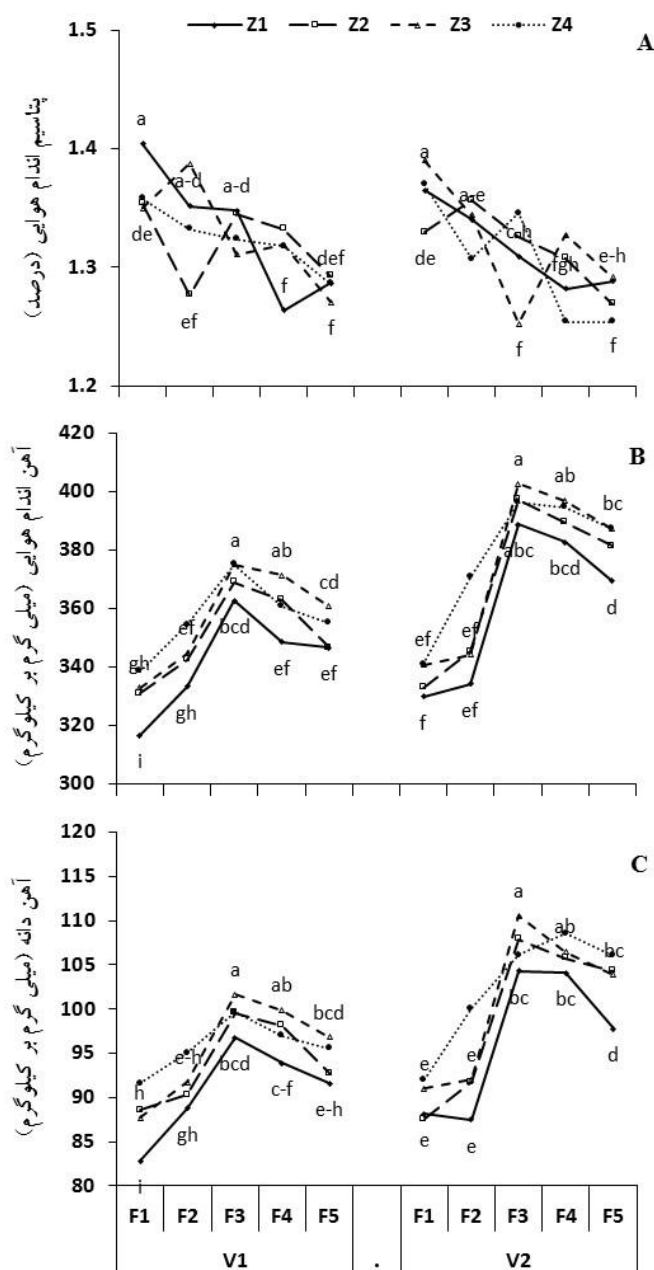 Z1 Z2 Z3 Z4
A
پتاسیم اندام هوایی (درصد)
1.5
1.4
1.3
1.2
a
a-d
a-d
de
ef
f
def
f
a
a-e
c-h
fgh
e-h
de
f
f
B
آهن اندام هوایی (میلی گرم بر کیلوگرم)
420
400
380
360
340
320
300
gh
ef
a
ab
cd
i
gh
bcd
ef
ef
ef
ef
a
ab
bc
f
ef
abc
bcd
d
C
آهن دانه (میلی گرم بر کیلوگرم)
120
115
110
105
100
95
90
85
80
h
e-h
a
ab
bcd
i
gh
bcd
c-f
e-h
e
e
a
ab
bc
e
e
bc
bc
d
F1 F2 F3 F4 F5 F1 F2 F3 F4 F5
V1 . V2